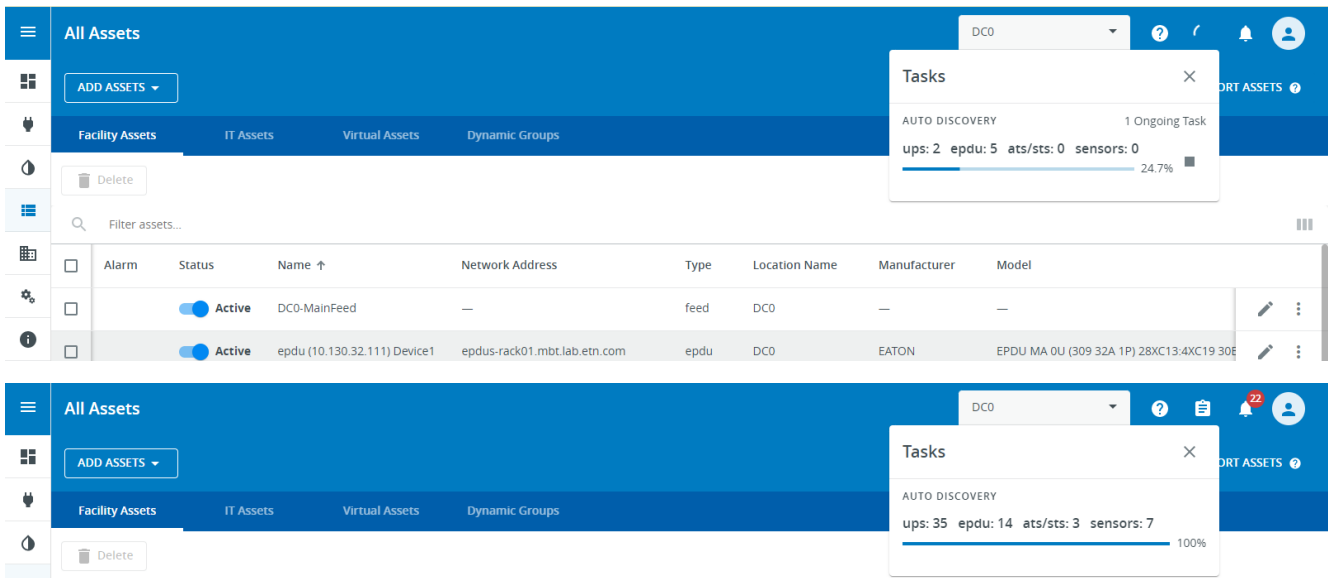 All Assets
DC0
ADD ASSETS
Tasks
ORT ASSETS
AUTO DISCOVERY 1 Ongoing Task
ups: 2 epdu: 5 ats/sts: 0 sensors: 0
24.7%
Facility Assets IT Assets Virtual Assets Dynamic Groups
Delete
Filter assets...
Alarm Status Name ↑ Network Address Type Location Name Manufacturer Model
Active DC0-MainFeed — feed DC0 — —
Active epdu (10.130.32.111) Device1 epdus-rack01.mbt.lab.etn.com epdu DC0 EATON EPDU MA 0U (309 32A 1P) 28XC13:4XC19 30E
All Assets
DC0
22
ADD ASSETS
Tasks
ORT ASSETS
AUTO DISCOVERY
ups: 35 epdu: 14 ats/sts: 3 sensors: 7
100%
Facility Assets IT Assets Virtual Assets Dynamic Groups
Delete